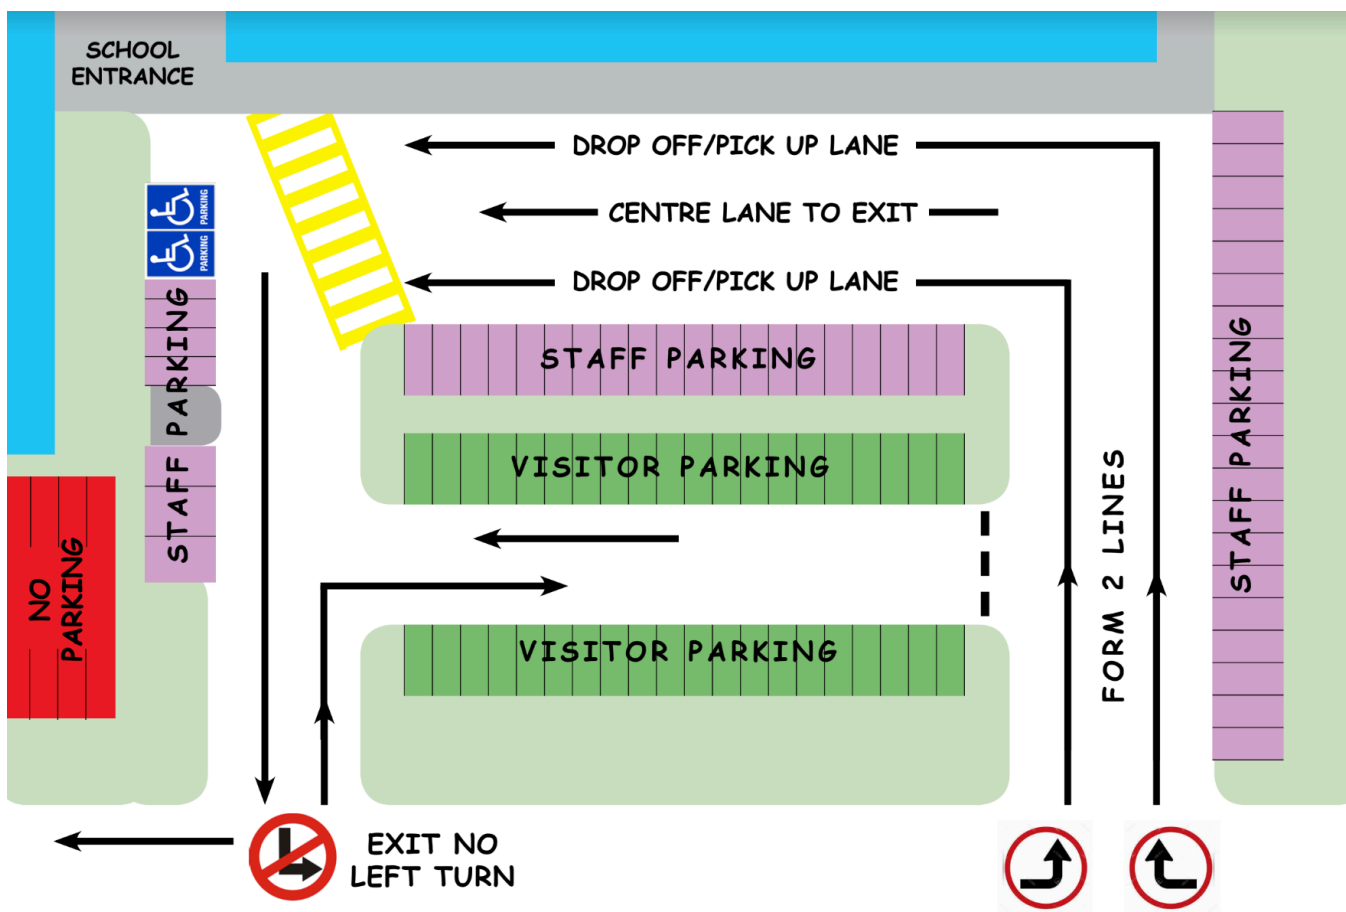 SCHOOL
ENTRANCE
DROP OFF/PICK UP LANE
CENTRE LANE TO EXIT
DROP OFF/PICK UP LANE
PARKING
PARKING
STAFF PARKING
STAFF PARKING
VISITOR PARKING
STAFF PARKING
FORM 2 LINES
NO
PARKING
VISITOR PARKING
EXIT NO
LEFT TURN